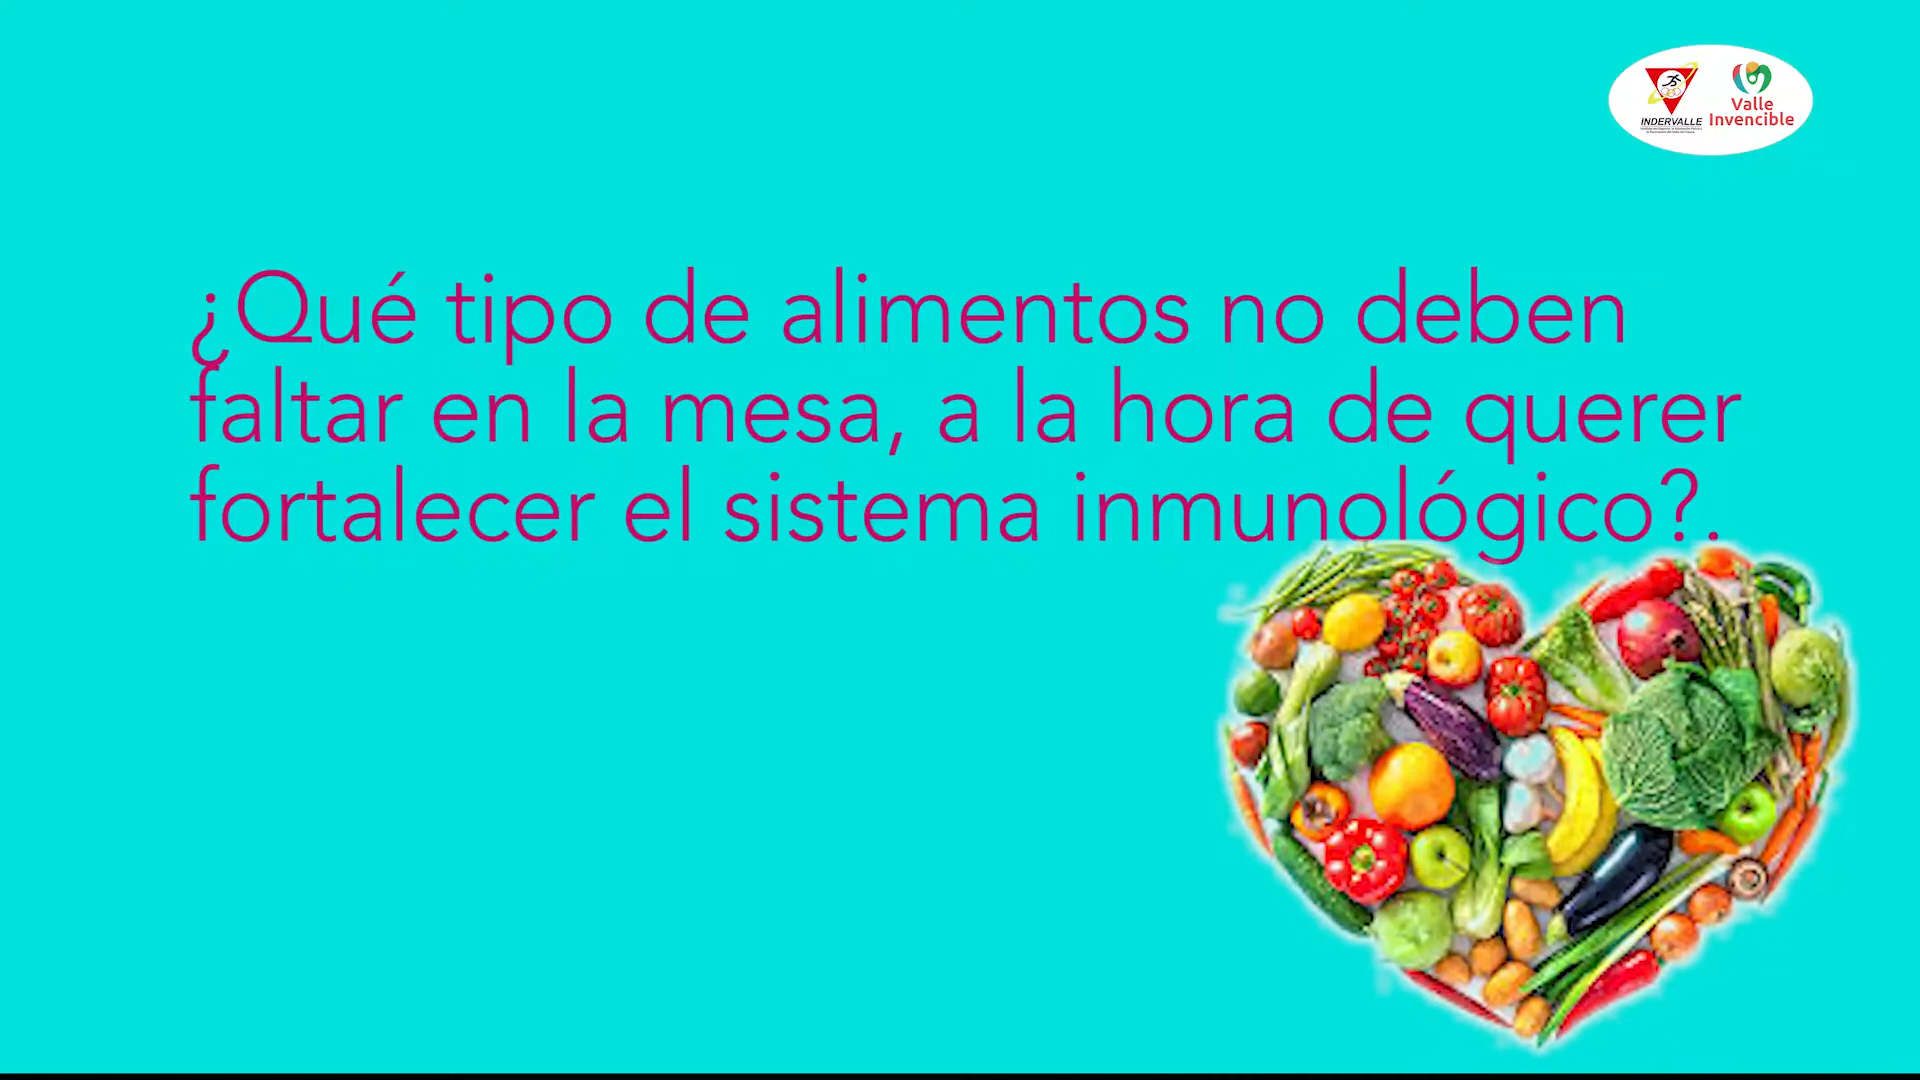 INDERVALLE
Valle
Invencible
¿Qué tipo de alimentos no deben
faltar en la mesa, a la hora de querer
fortalecer el sistema inmunológico?.